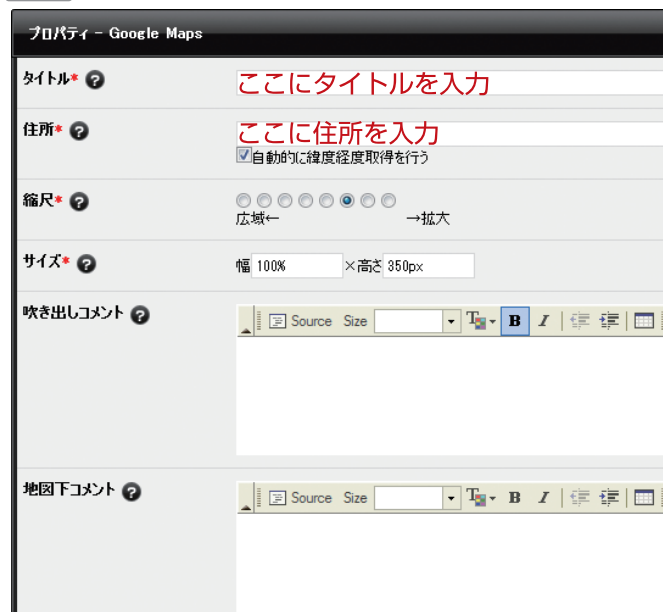 プロパティ - Google Maps
タイトル* ?
ここにタイトルを入力
住所* ?
ここに住所を入力
自動的に緯度経度取得を行う
縮尺* ?
広域← →拡大
サイズ* ?
幅 100% ×高さ 350px
吹き出しコメント ?
Source Size T B I
地図下コメント ?
Source Size T B I